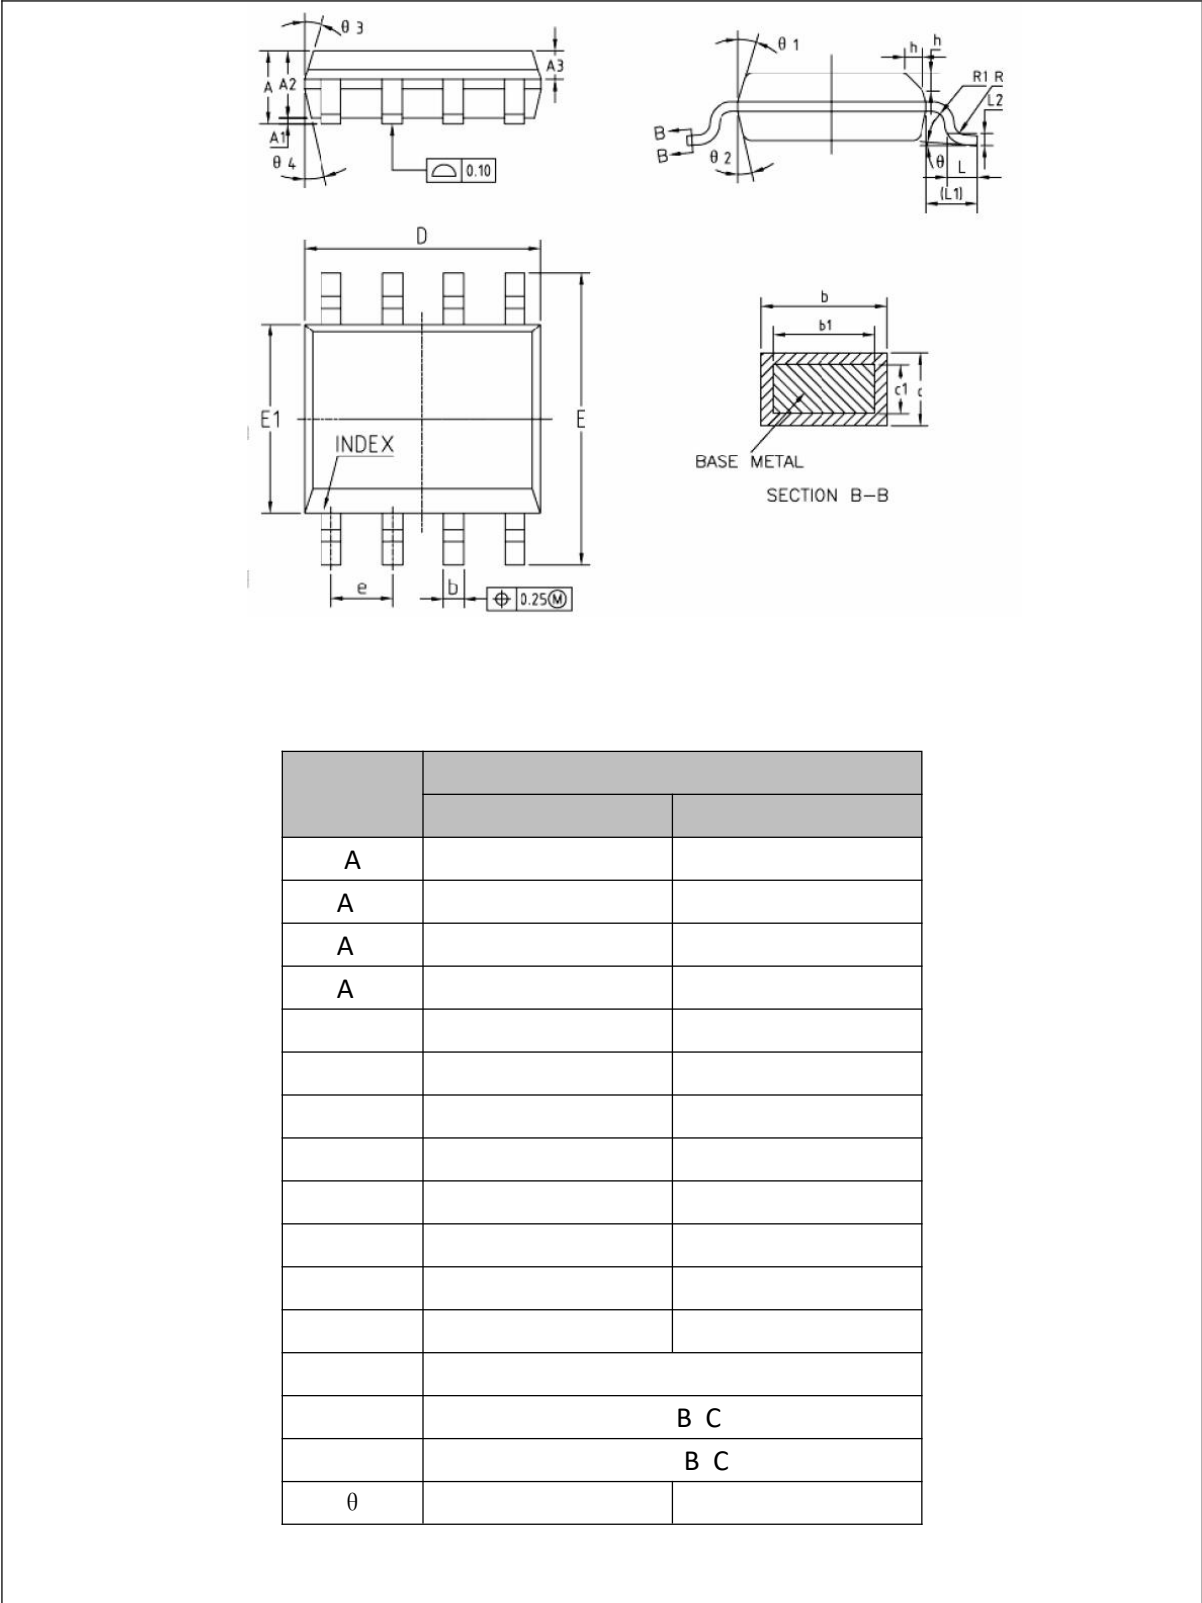 θ 3
A A2 A3
A1
θ 4
0.10
θ 1 h h
R1 R
L2
B
B
θ 2 θ L
(L1)
D
E1 E
INDEX
e b 0.25 Ⓜ
b
b1
c1
BASE METAL
SECTION B-B
A
A
A
A
B C
B C
θ